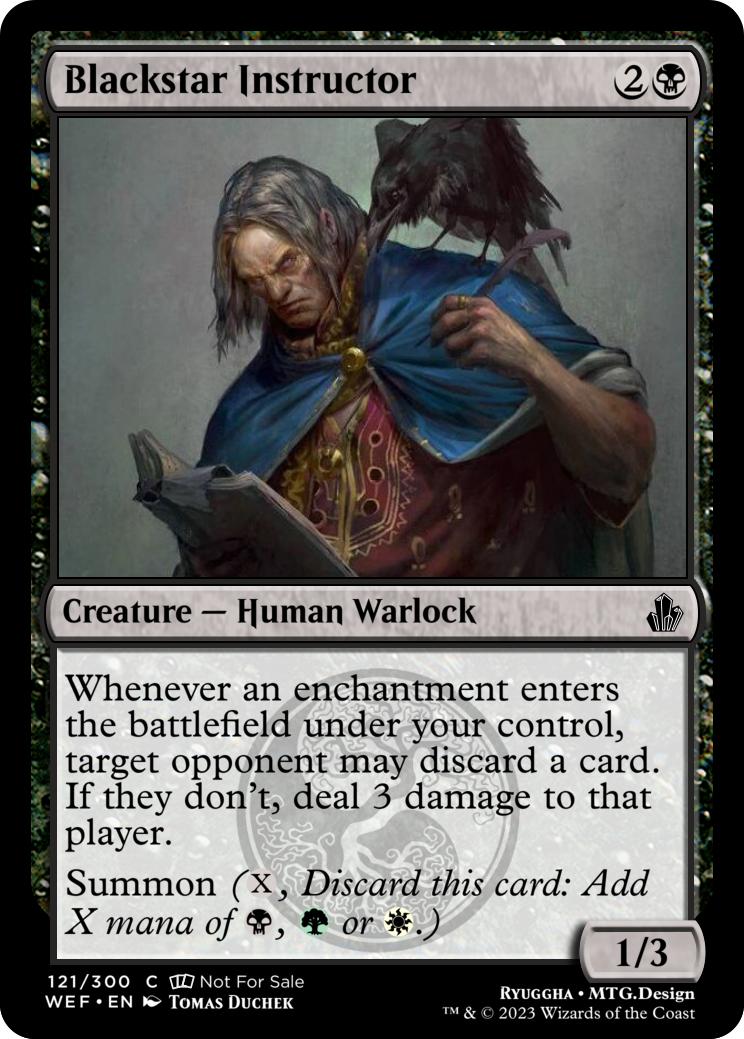 Blackstar Instructor 2
Creature — Human Warlock
Whenever an enchantment enters
the battlefield under your control,
target opponent may discard a card.
If they don't, deal 3 damage to that
player.
Summon (X, Discard this card: Add
X mana of , or .)
1/3
121/300 C Not For Sale
WEF • EN Tomas Duchek
Ryuggha • MTG.Design
™ & © 2023 Wizards of the Coast